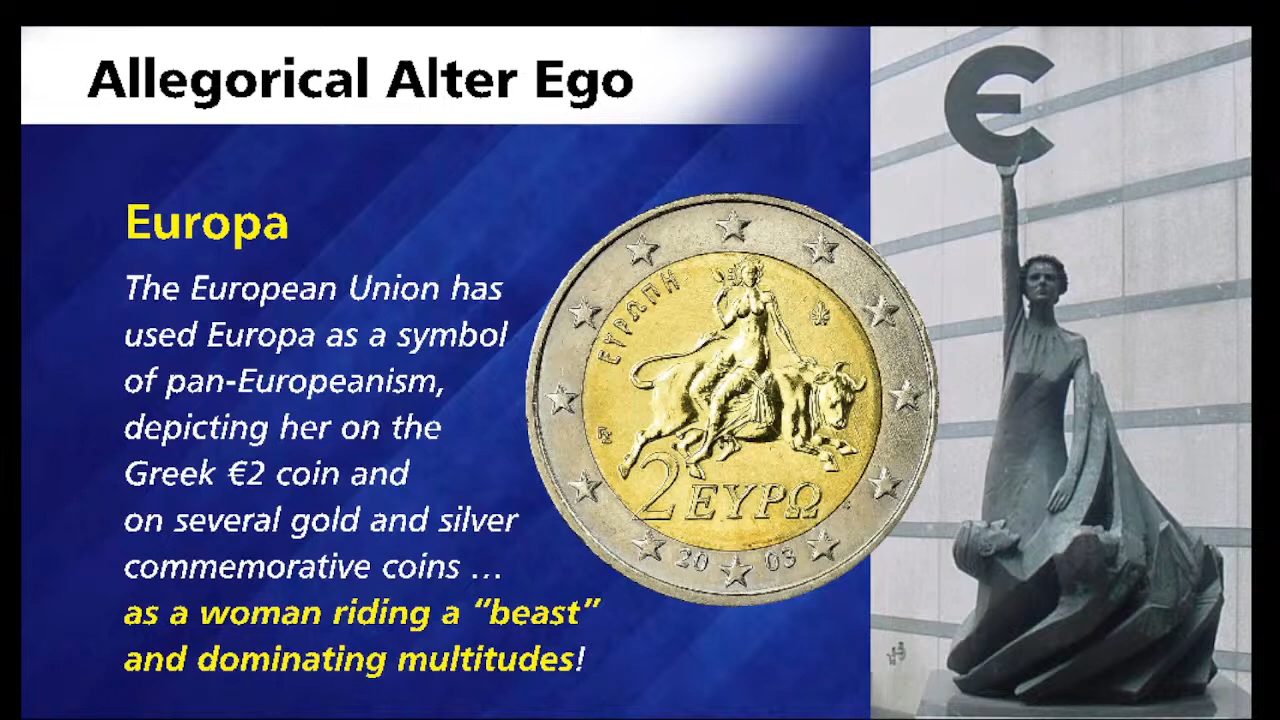 Allegorical Alter Ego
Europa
The European Union has
used Europa as a symbol
of pan-Europeanism,
depicting her on the
Greek €2 coin and
on several gold and silver
commemorative coins …
as a woman riding a “beast”
and dominating multitudes!
ΕΥΡΩΠΗ
2 ΕΥΡΩ
20 03
€